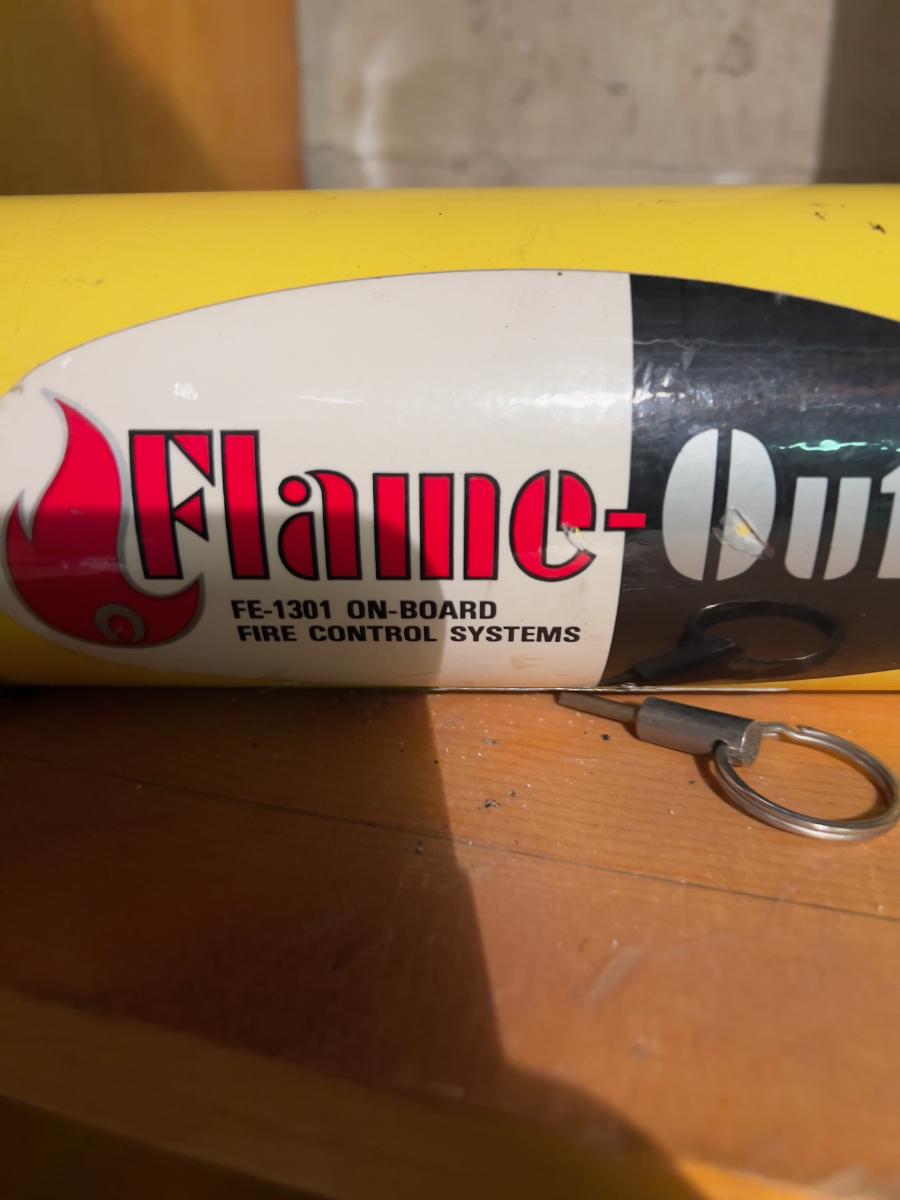 Flame-Out
FE-1301 ON-BOARD
FIRE CONTROL SYSTEMS